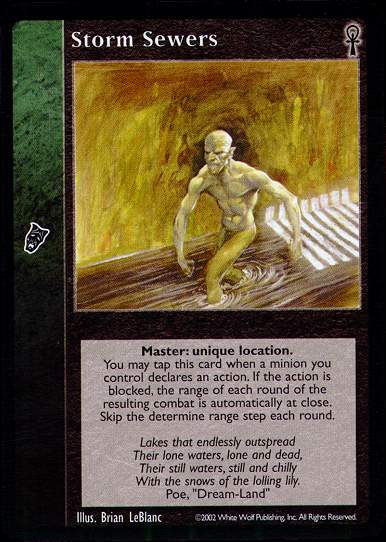 Storm Sewers
Master: unique location.
You may tap this card when a minion you
control declares an action. If the action is
blocked, the range of each round of the
resulting combat is automatically at close.
Skip the determine range step each round.
Lakes that endlessly outspread
Their lone waters, lone and dead,
Their still waters, still and chilly
With the snows of the lolling lily.
Poe, "Dream-Land"
Illus. Brian LeBlanc
©2002 White Wolf Publishing, Inc. All Rights Reserved.